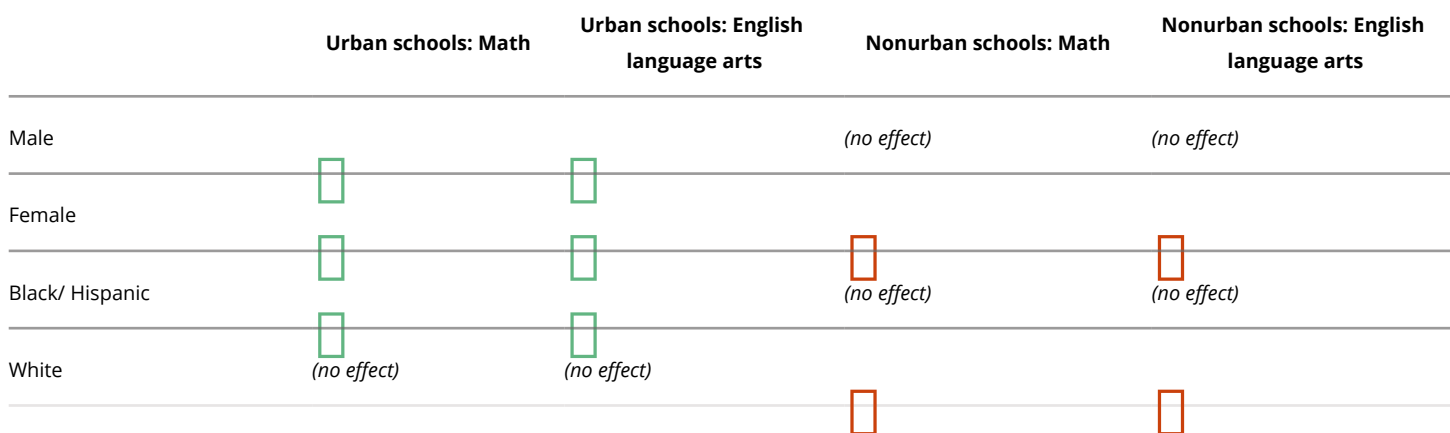 Urban schools: Math
Urban schools: English
language arts
Nonurban schools: Math
Nonurban schools: English
language arts
Male
(no effect)
(no effect)
Female
Black/ Hispanic
(no effect)
(no effect)
White
(no effect)
(no effect)